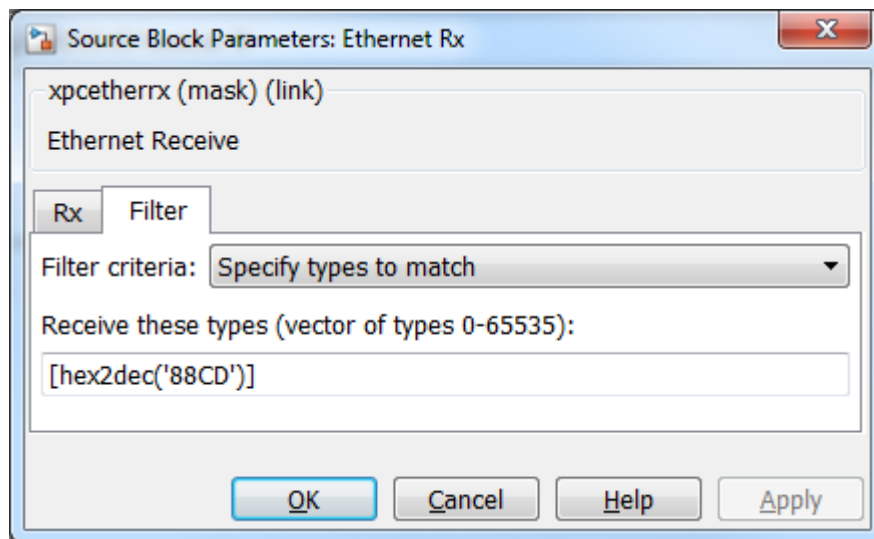 Source Block Parameters: Ethernet Rx
xpcetherrx (mask) (link)
Ethernet Receive
Rx Filter
Filter criteria: Specify types to match
Receive these types (vector of types 0-65535):
[hex2dec('88CD')]
OK Cancel Help Apply